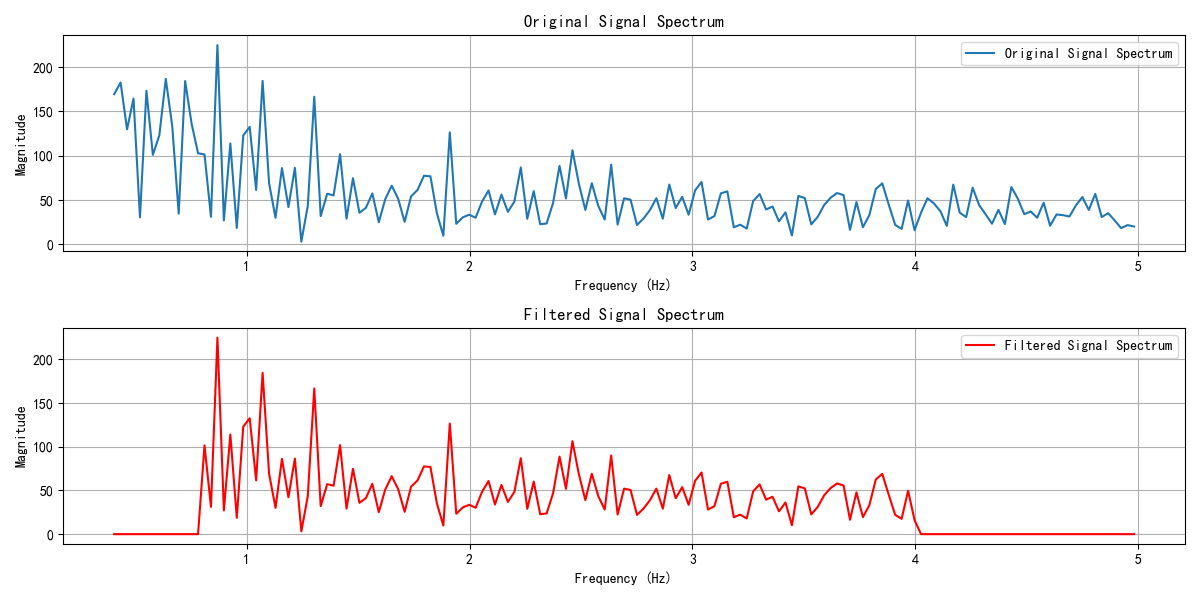 Original Signal Spectrum
Original Signal Spectrum
Magnitude
200
150
100
50
0
1 2 3 4 5
Frequency (Hz)
Filtered Signal Spectrum
Filtered Signal Spectrum
Magnitude
200
150
100
50
0
1 2 3 4 5
Frequency (Hz)